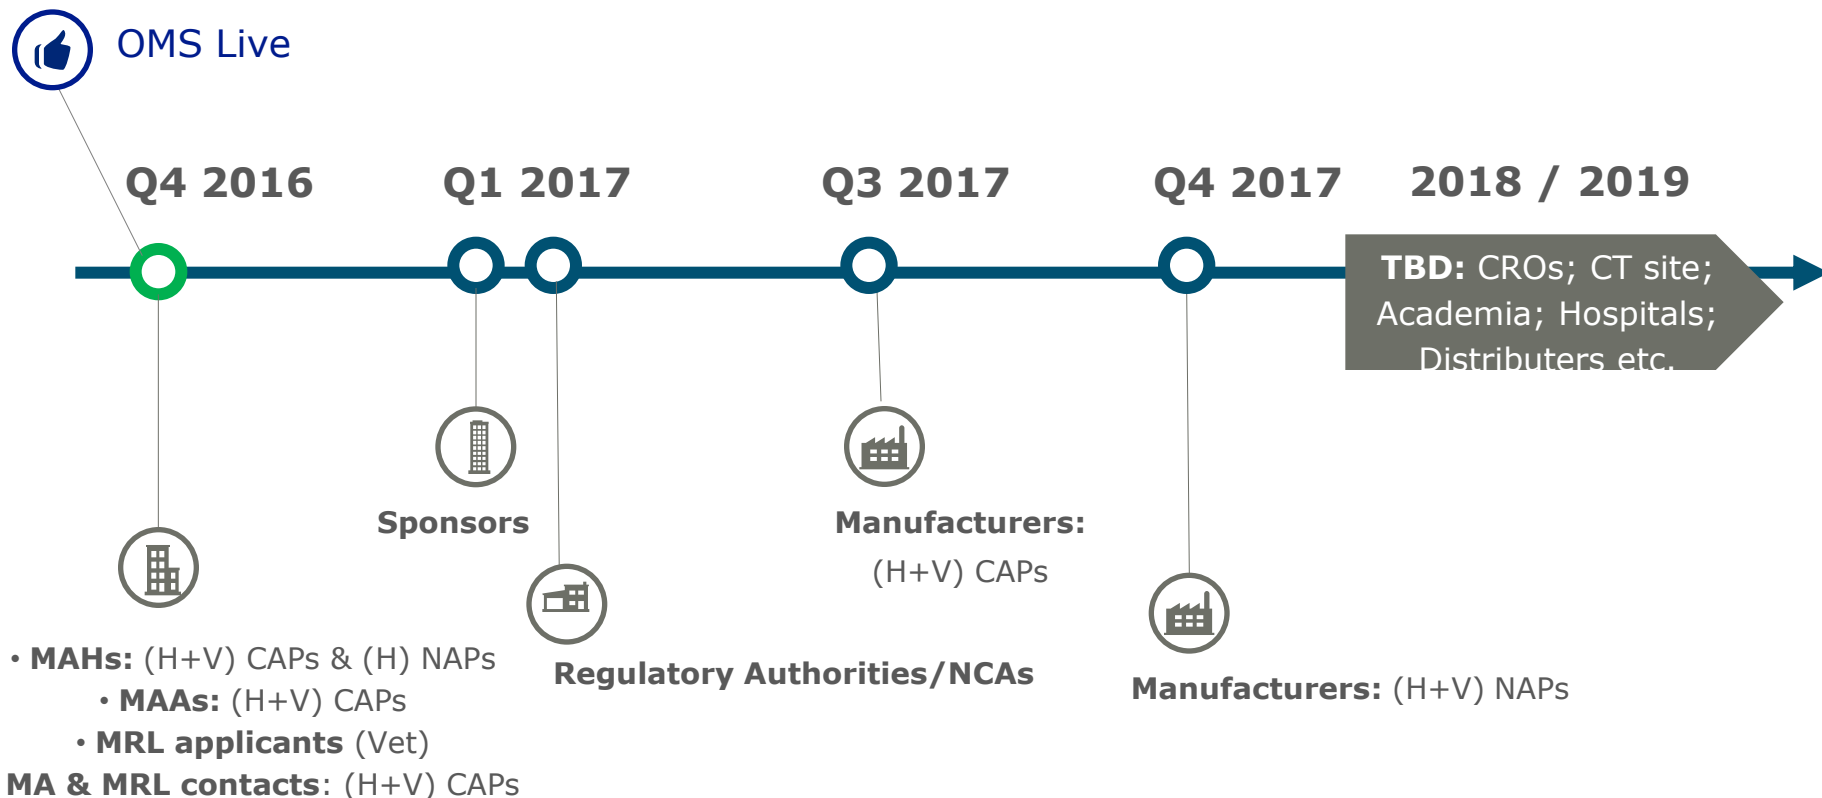 OMS Live
Q4 2016
Q1 2017
Q3 2017
Q4 2017
2018 / 2019
TBD: CROs; CT site;
Academia; Hospitals;
Distributers etc.
Sponsors
Manufacturers:
(H+V) CAPs
• MAHs: (H+V) CAPs & (H) NAPs
• MAAs: (H+V) CAPs
• MRL applicants (Vet)
MA & MRL contacts: (H+V) CAPs
Regulatory Authorities/NCAs
Manufacturers: (H+V) NAPs